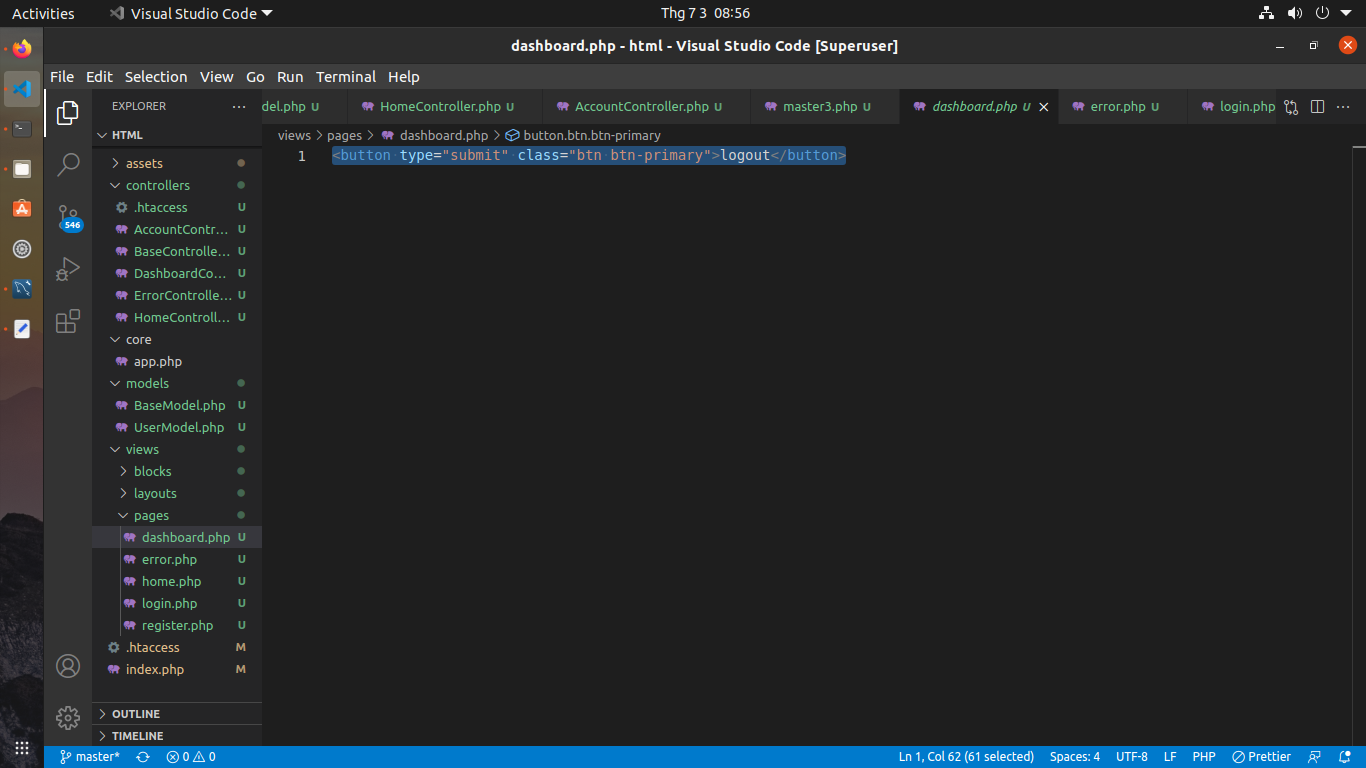 Activities
Visual Studio Code
Thg 7 3 08:56
dashboard.php - html - Visual Studio Code [Superuser]
File Edit Selection View Go Run Terminal Help
EXPLORER
del.php U
HomeController.php U
AccountController.php U
master3.php U
dashboard.php U
error.php U
login.php
HTML
views > pages > dashboard.php > button.btn.btn-primary
1 <button type="submit" class="btn btn-primary">logout</button>
assets
controllers
.htaccess U
AccountContr... U
BaseControlle... U
DashboardCo... U
ErrorControlle... U
HomeControll... U
core
app.php
models
BaseModel.php U
UserModel.php U
views
blocks
layouts
pages
dashboard.php U
error.php U
home.php U
login.php U
register.php U
.htaccess M
index.php M
546
OUTLINE
TIMELINE
master* 0 0 Ln 1, Col 62 (61 selected) Spaces: 4 UTF-8 LF PHP Prettier